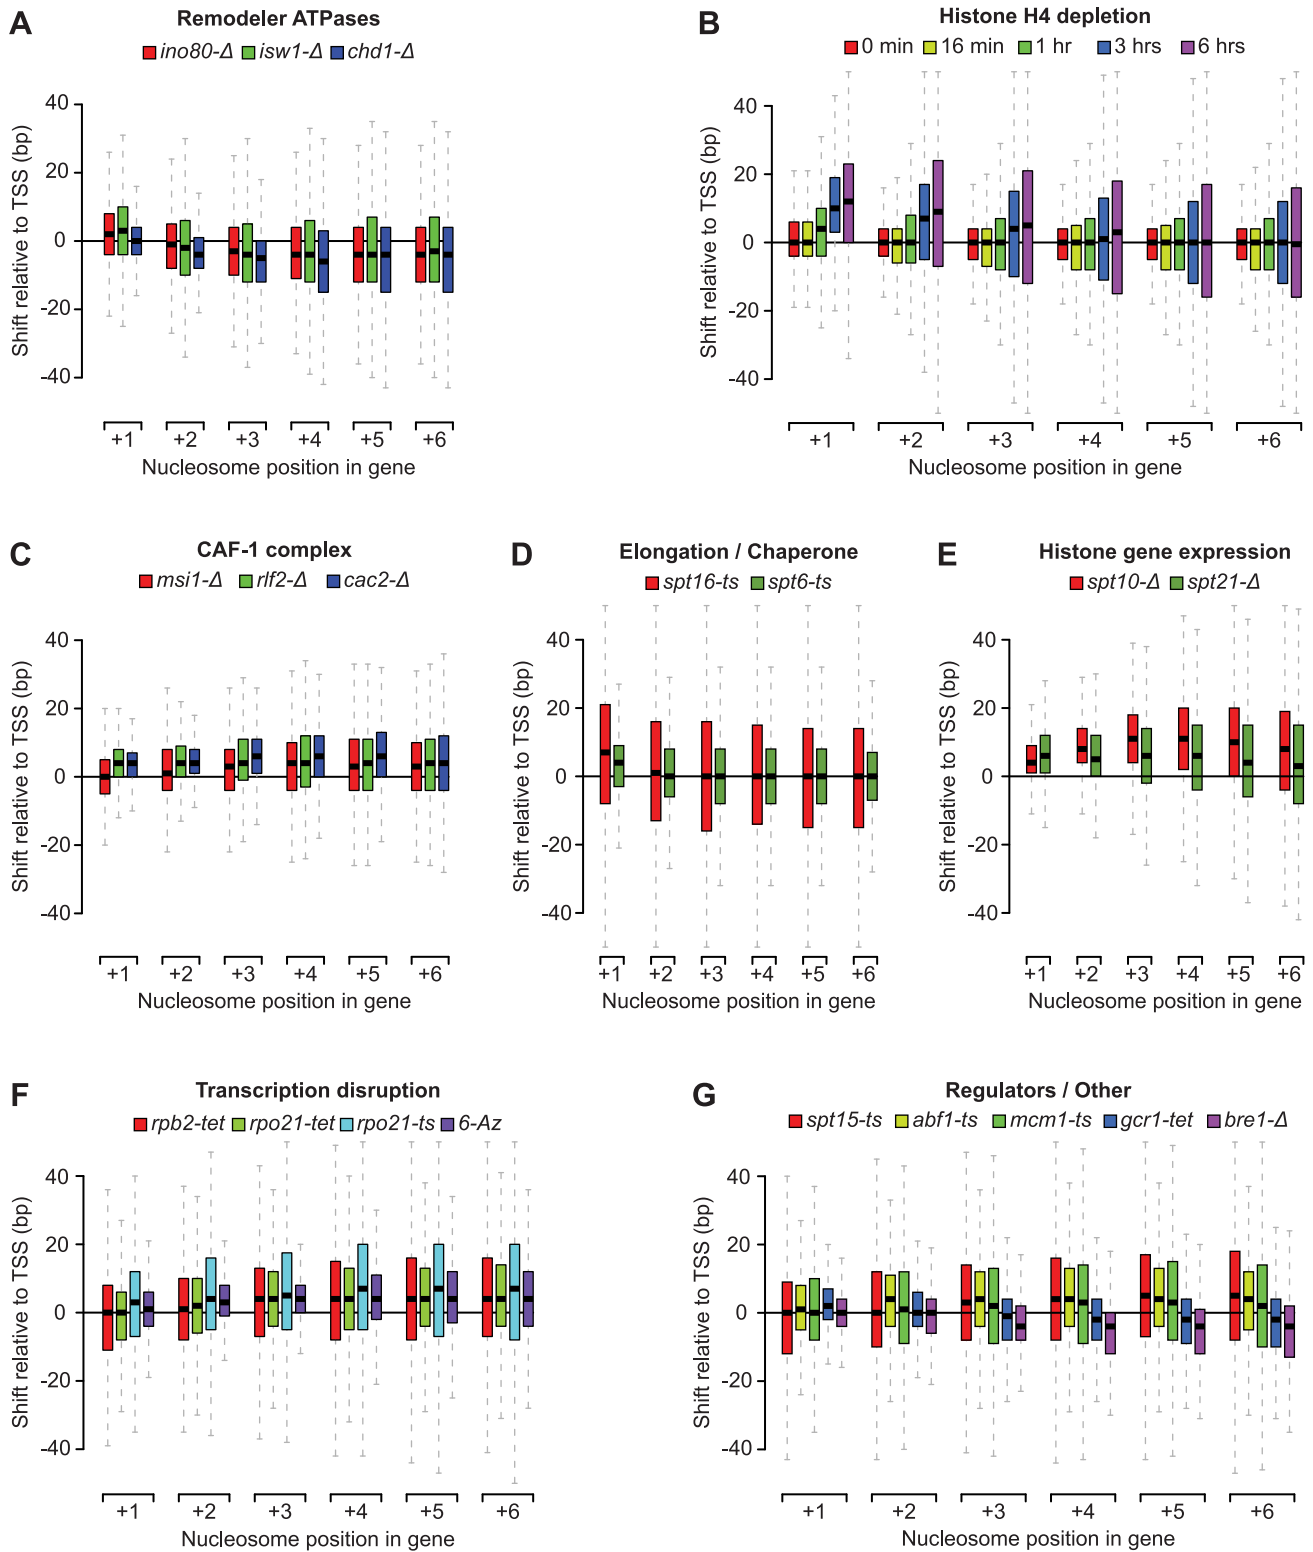 A
Remodeler ATPases
ino80-Δ isw1-Δ chd1-Δ
Shift relative to TSS (bp)
40
20
0
-20
-40
+1 +2 +3 +4 +5 +6
Nucleosome position in gene
B
Histone H4 depletion
0 min 16 min 1 hr 3 hrs 6 hrs
Shift relative to TSS (bp)
40
20
0
-20
-40
+1 +2 +3 +4 +5 +6
Nucleosome position in gene
C
CAF-1 complex
msi1-Δ rlf2-Δ cac2-Δ
Shift relative to TSS (bp)
40
20
0
-20
-40
+1 +2 +3 +4 +5 +6
Nucleosome position in gene
D
Elongation / Chaperone
spt16-ts spt6-ts
Shift relative to TSS (bp)
40
20
0
-20
-40
+1 +2 +3 +4 +5 +6
Nucleosome position in gene
E
Histone gene expression
spt10-Δ spt21-Δ
Shift relative to TSS (bp)
40
20
0
-20
-40
+1 +2 +3 +4 +5 +6
Nucleosome position in gene
F
Transcription disruption
rpb2-tet rpo21-tet rpo21-ts 6-Az
Shift relative to TSS (bp)
40
20
0
-20
-40
+1 +2 +3 +4 +5 +6
Nucleosome position in gene
G
Regulators / Other
spt15-ts abf1-ts mcm1-ts gcr1-tet bre1-Δ
Shift relative to TSS (bp)
40
20
0
-20
-40
+1 +2 +3 +4 +5 +6
Nucleosome position in gene